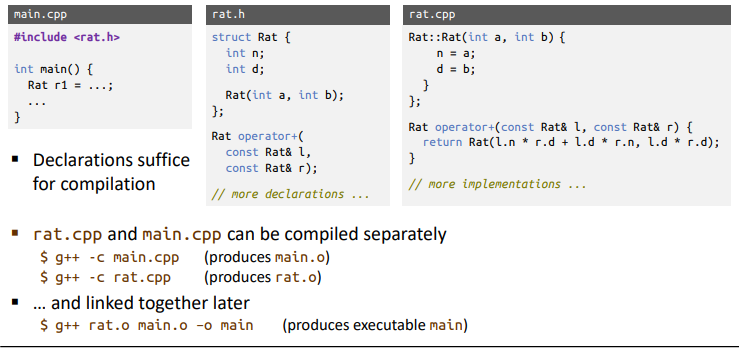 main.cpp
#include <rat.h>
int main() {
Rat r1 = ...;
...
}
rat.h
struct Rat {
int n;
int d;
Rat(int a, int b);
};
Rat operator+(
const Rat& l,
const Rat& r);
// more declarations ...
rat.cpp
Rat::Rat(int a, int b) {
n = a;
d = b;
}
};
Rat operator+(const Rat& l, const Rat& r) {
return Rat(l.n * r.d + l.d * r.n, l.d * r.d);
}
// more implementations ...
▪ Declarations suffice
for compilation
▪ rat.cpp and main.cpp can be compiled separately
$ g++ -c main.cpp (produces main.o)
$ g++ -c rat.cpp (produces rat.o)
▪ … and linked together later
$ g++ rat.o main.o –o main (produces executable main)